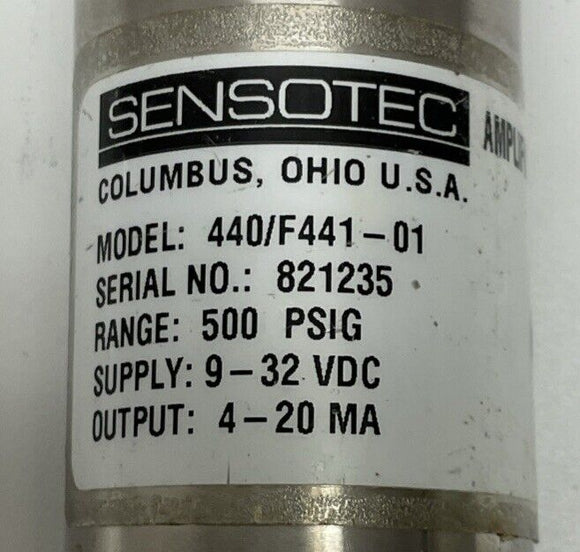 SENSOTEC
COLUMBUS, OHIO U.S.A.
MODEL: 440/F441-01
SERIAL NO.: 821235
RANGE: 500 PSIG
SUPPLY: 9-32 VDC
OUTPUT: 4-20 MA